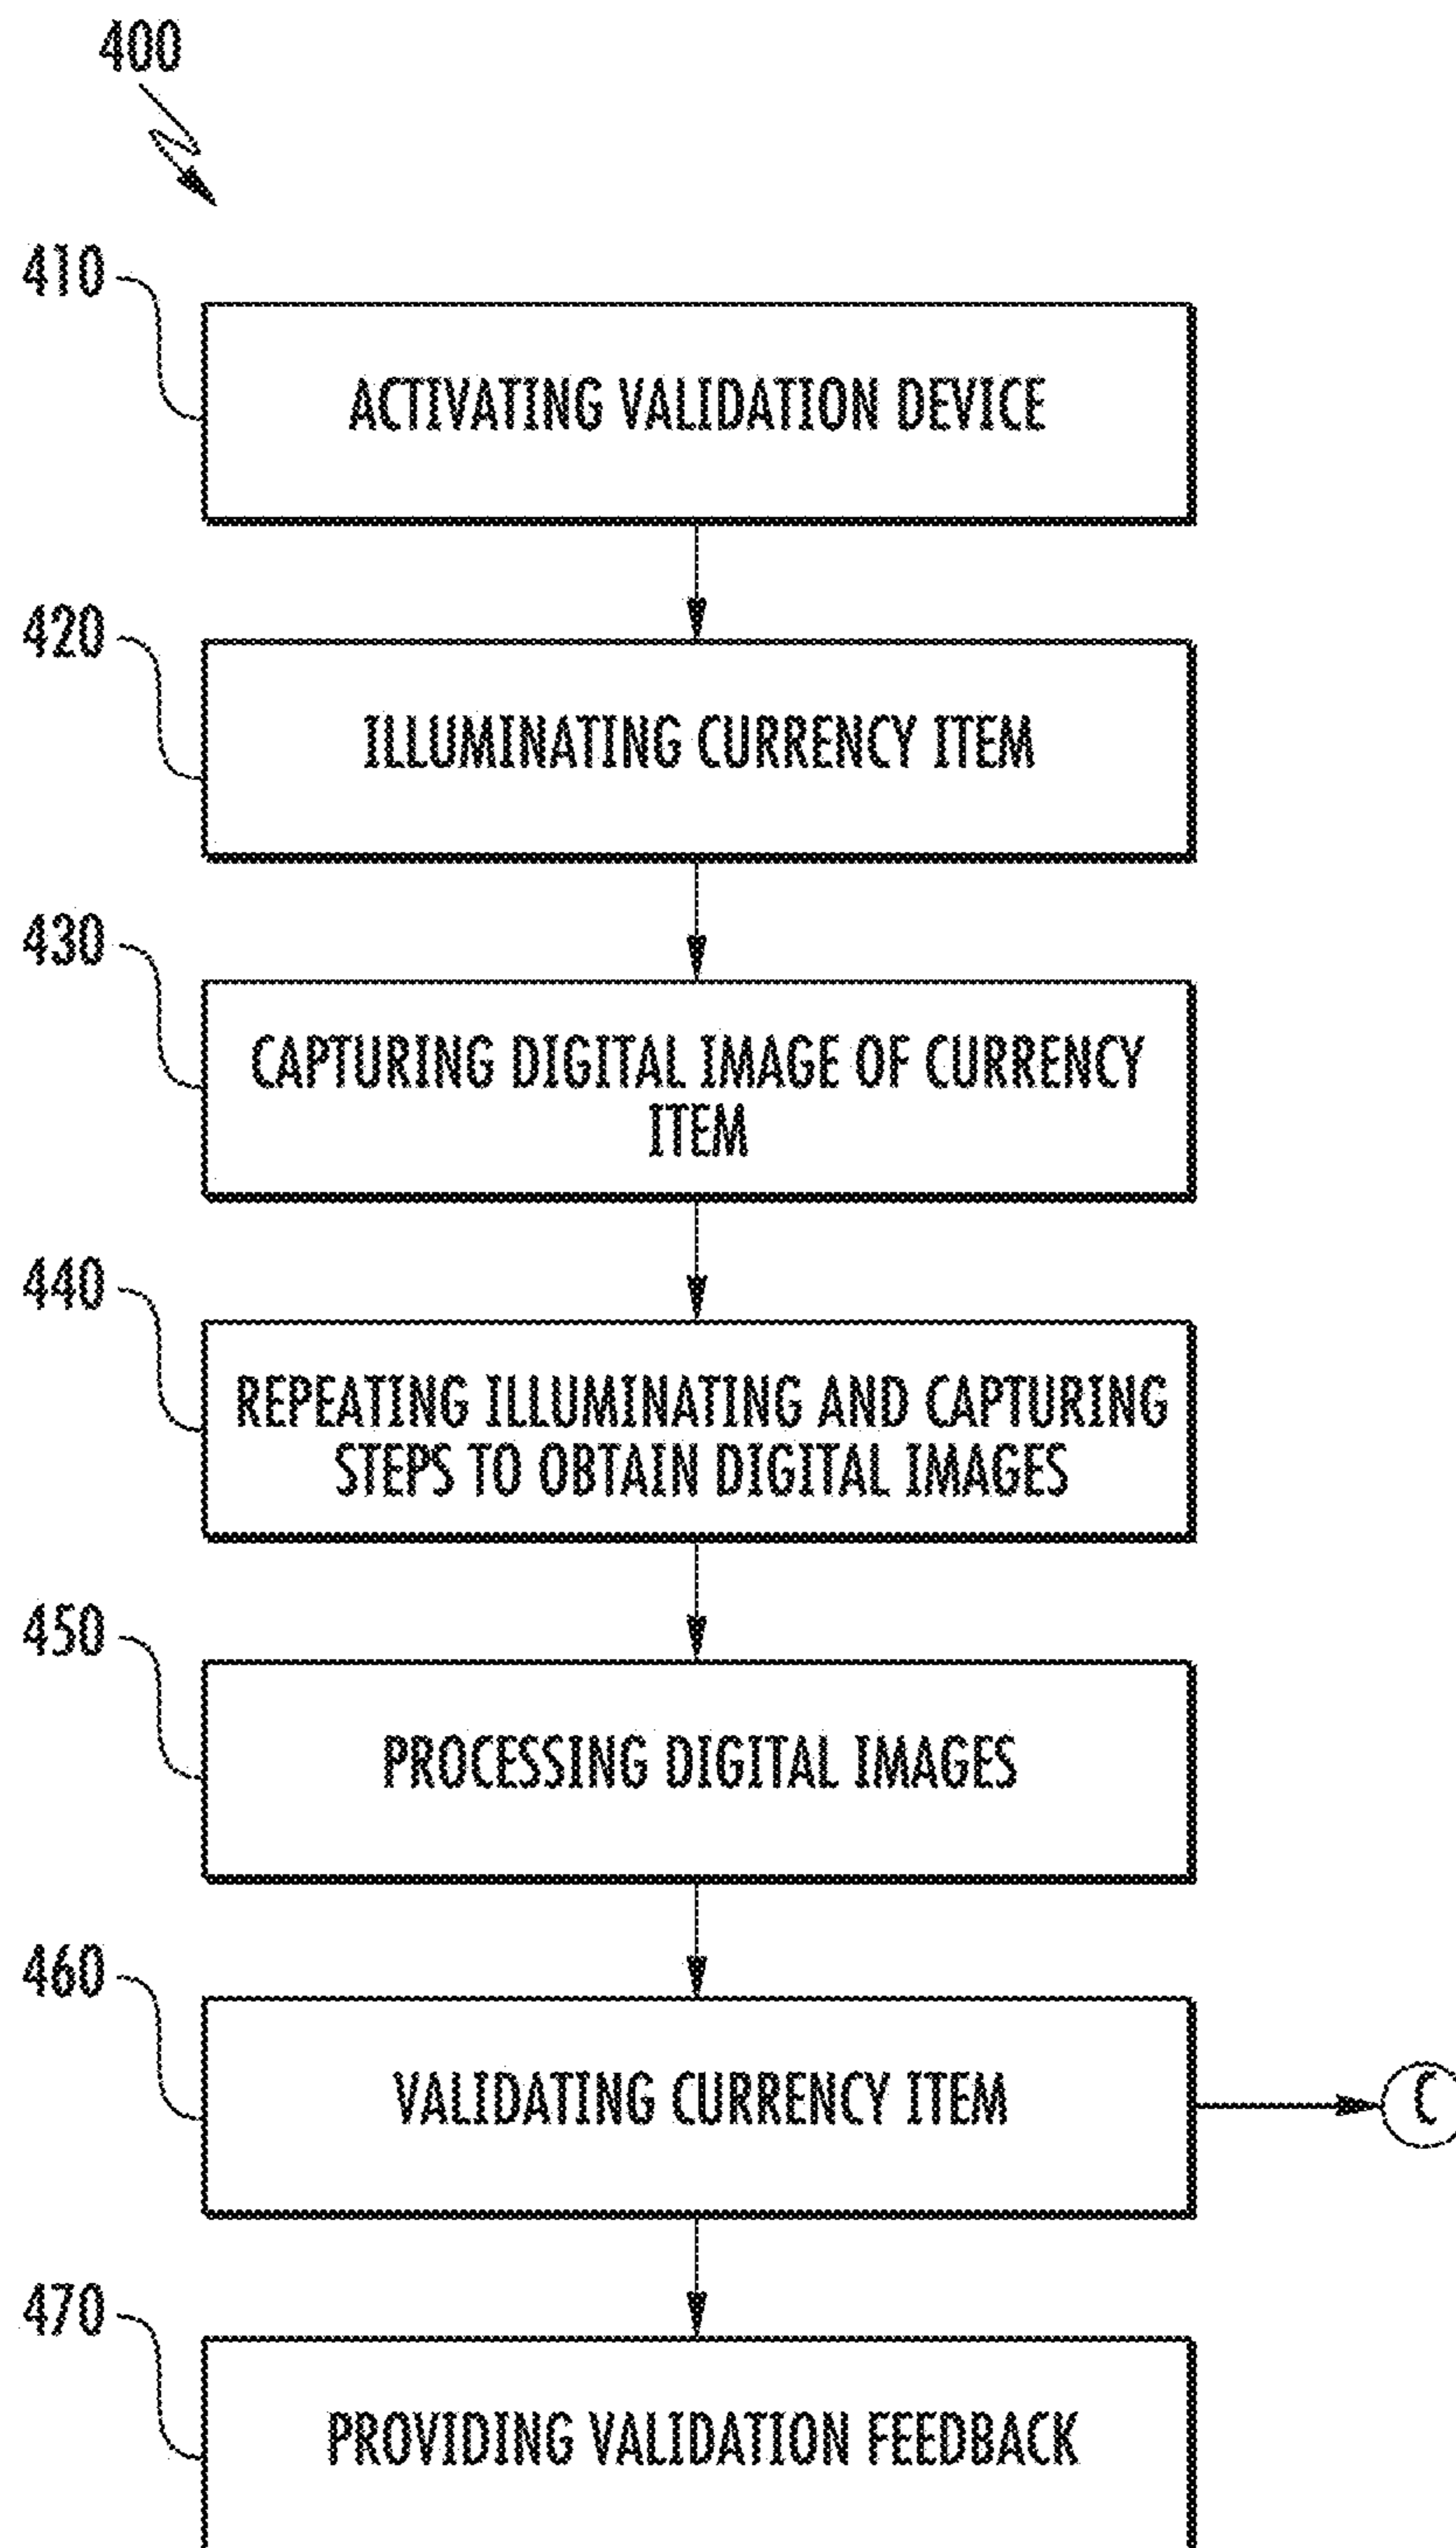 400
410
ACTIVATING VALIDATION DEVICE
420
ILLUMINATING CURRENCY ITEM
430
CAPTURING DIGITAL IMAGE OF CURRENCY
ITEM
440
REPEATING ILLUMINATING AND CAPTURING
STEPS TO OBTAIN DIGITAL IMAGES
450
PROCESSING DIGITAL IMAGES
460
VALIDATING CURRENCY ITEM
C
470
PROVIDING VALIDATION FEEDBACK